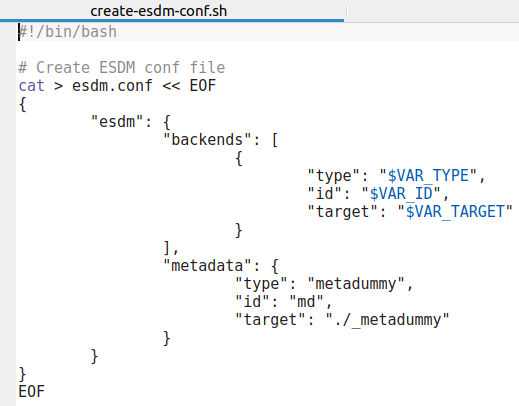 create-esdm-conf.sh
#!/bin/bash
# Create ESDM conf file
cat > esdm.conf << EOF
{
"esdm": {
"backends": [
{
"type": "$VAR_TYPE",
"id": "$VAR_ID",
"target": "$VAR_TARGET"
}
],
"metadata": {
"type": "metadummy",
"id": "md",
"target": "./_metadummy"
}
}
}
EOF